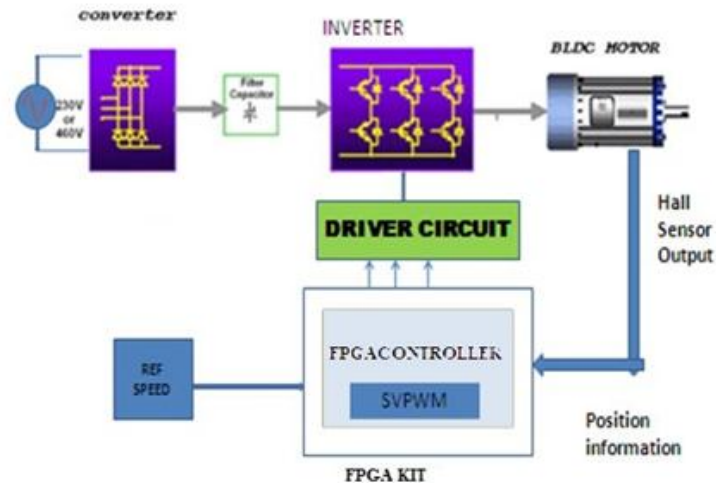 converter
INVERTER
BLDC MOTOR
230V
or
460V
Filter
Capacitor
DRIVER CIRCUIT
Hall
Sensor
Output
FPGACONTROLLER
SVPWM
REF
SPEED
Position
information
FPGA KIT